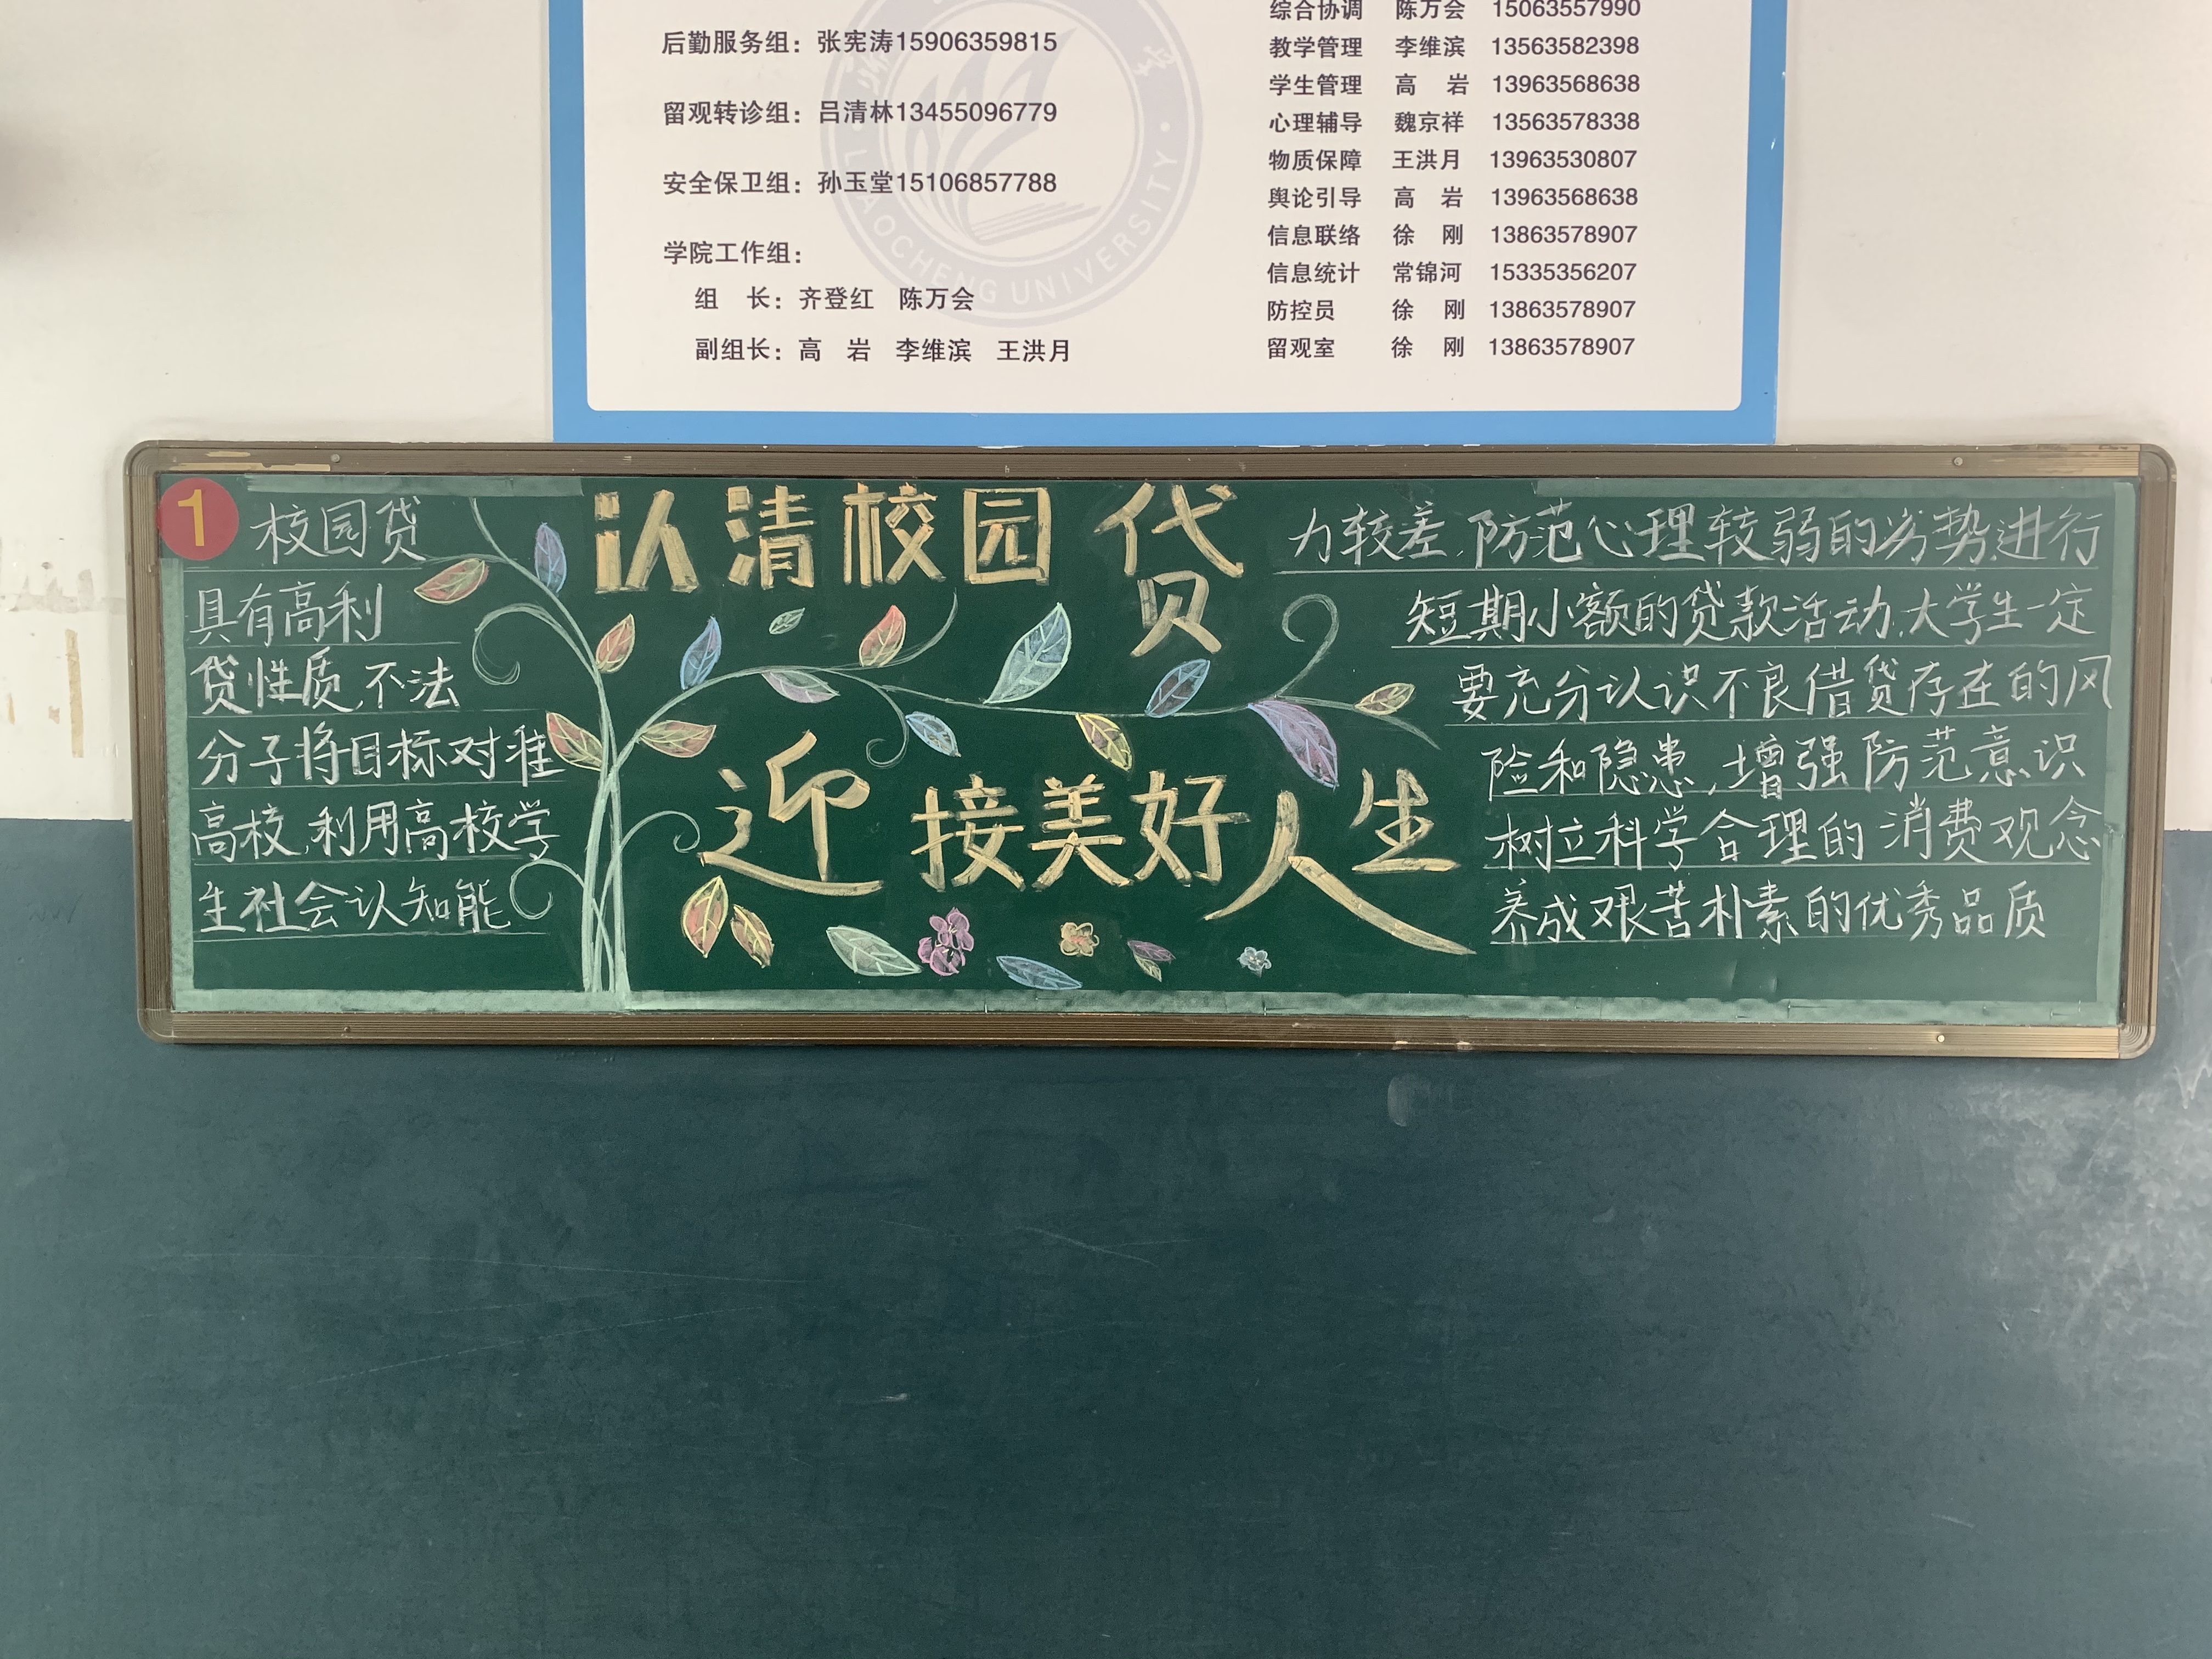 后勤服务组：张宪涛15906359815
留观转诊组：吕清林13455096779
安全保卫组：孙玉堂15106857788
学院工作组：
组　长：齐登红　陈万会
副组长：高　岩　李维滨　王洪月
综合协调　陈万会　15063557990
教学管理　李维滨　13563582398
学生管理　高　岩　13963568638
心理辅导　魏京祥　13563578338
物质保障　王洪月　13963530807
舆论引导　高　岩　13963568638
信息联络　徐　刚　13863578907
信息统计　常锦河　15335356207
防控员　徐　刚　13863578907
留观室　徐　刚　13863578907
LIAOCHENG UNIVERSITY
1
认清校园贷
迎接美好人生
校园贷
具有高利
贷性质,不法
分子将目标对准
高校,利用高校学
生社会认知能
力较差,防范心理较弱的劣势,进行
短期小额的贷款活动,大学生一定
要充分认识不良借贷存在的风
险和隐患,增强防范意识
树立科学合理的消费观念
养成艰苦朴素的优秀品质